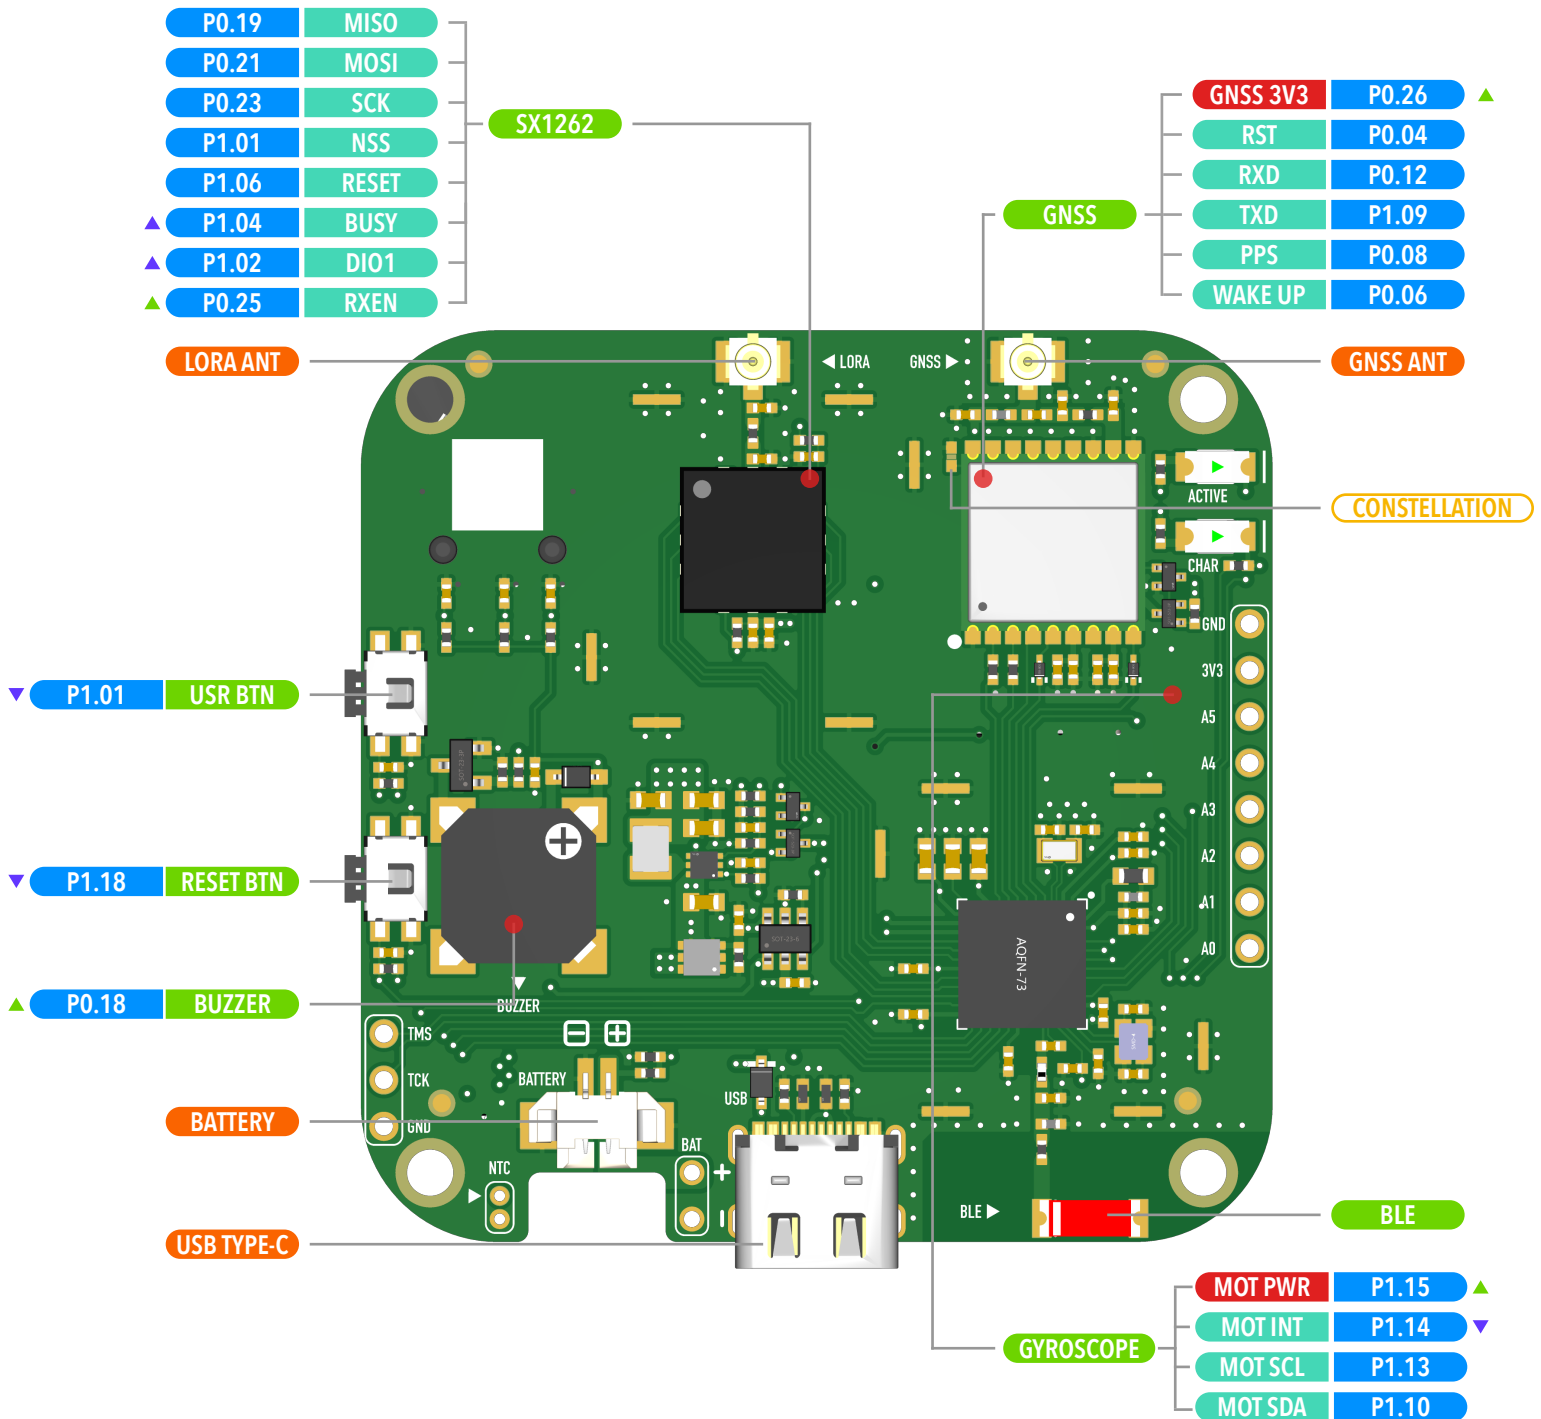 P0.19 MISO
P0.21 MOSI
P0.23 SCK
P1.01 NSS
P1.06 RESET
P1.04 BUSY
P1.02 DIO1
P0.25 RXEN
SX1262
GNSS 3V3 P0.26
RST P0.04
RXD P0.12
TXD P1.09
PPS P0.08
WAKE UP P0.06
GNSS
LORA ANT
LORA
GNSS
GNSS ANT
ACTIVE
CONSTELLATION
CHAR
GND
3V3
A5
A4
A3
A2
A1
A0
P1.01 USR BTN
P1.18 RESET BTN
SOT-23-6
AQFN-73
P0.18 BUZZER
BUZZER
TMS
TCK
GND
BATTERY
BATTERY
USB
BAT
NTC
BLE
BLE
USB TYPE-C
MOT PWR P1.15
MOT INT P1.14
GYROSCOPE
MOT SCL P1.13
MOT SDA P1.10